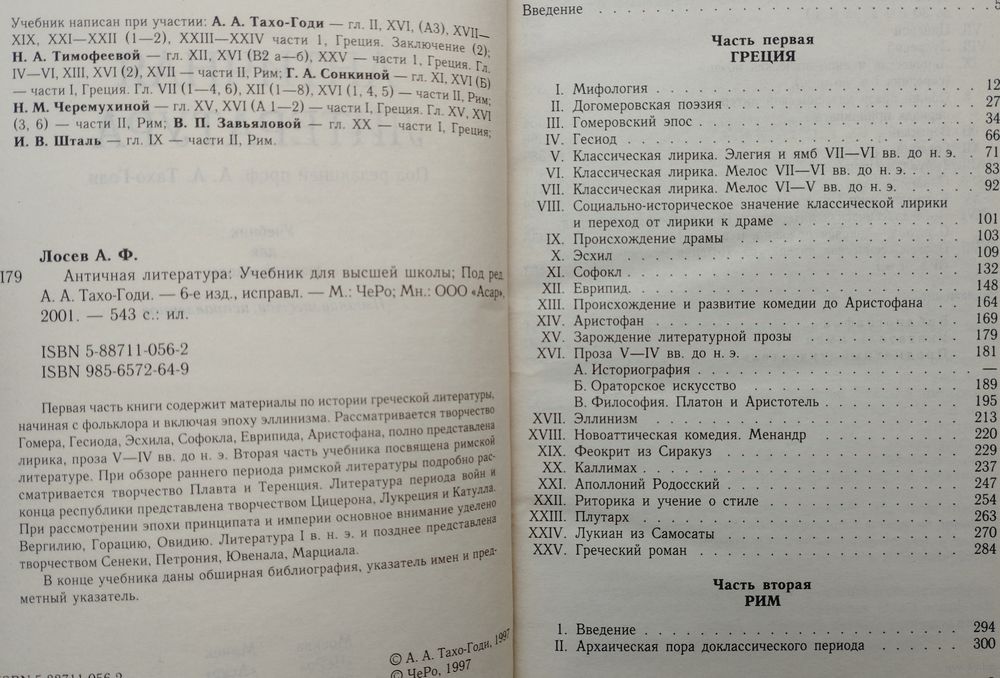 Учебник написан при участии: А. А. Тахо-Годи — гл. II, XVI, (А3). XVII—
XIX, XXI—XXII (1—2), XXIII—XXIV части 1, Греция. Заключение (2);
Н. А. Тимофеевой — гл. XII, XVI (В2 а—б), XXV — части 1, Греция. Гл.
IV—VI, XIII, XVI (2), XVII — части II, Рим; Г. А. Сонкиной — гл. XI, XVI (Б)
— части I, Греция. Гл. VII (1—4, 6), XII (1—8), XVI (1, 4, 5) — части II, Рим;
Н. М. Черемухиной — гл. XV, XVI (А 1—2) — части I, Греция. Гл. XV, XVI
(3, 6) — части II, Рим; В. П. Завьяловой — гл. XX — части I, Греция;
И. В. Шталь — гл. IX — части II, Рим.
Лосев А. Ф.
179 Античная литература: Учебник для высшей школы; Под ред.
А. А. Тахо-Годи. — 6-е изд., исправл. — М.: ЧеРо; Мн.: ООО «Асар»,
2001. — 543 с.: ил.
ISBN 5-88711-056-2
ISBN 985-6572-64-9
Первая часть книги содержит материалы по истории греческой литературы,
начиная с фольклора и включая эпоху эллинизма. Рассматривается творчество
Гомера, Гесиода, Эсхила, Софокла, Еврипида, Аристофана, полно представлена
лирика, проза V—IV вв. до н. э. Вторая часть учебника посвящена римской
литературе. При обзоре раннего периода римской литературы подробно рас-
сматривается творчество Плавта и Теренция. Литература периода войн и
конца республики представлена творчеством Цицерона, Лукреция и Катулла.
При рассмотрении эпохи принципата и империи основное внимание уделено
Вергилию, Горацию, Овидию. Литература I в. н. э. и позднее представлена
творчеством Сенеки, Петрония, Ювенала, Марциала.
В конце учебника даны обширная библиография, указатель имен и пред-
метный указатель.
© А. А. Тахо-Годи, 1997
© ЧеРо, 1997
Введение . . . 5
Часть первая
ГРЕЦИЯ
I. Мифология . . . 12
II. Догомеровская поэзия . . . 27
III. Гомеровский эпос . . . 34
IV. Гесиод . . . 66
V. Классическая лирика. Элегия и ямб VII—VI вв. до н. э. . 71
VI. Классическая лирика. Мелос VII—VI вв. до н. э. . . . 83
VII. Классическая лирика. Мелос VI—V вв. до н. э. . . . 92
VIII. Социально-историческое значение классической лирики
и переход от лирики к драме . . . 101
IX. Происхождение драмы . . . 103
X. Эсхил . . . 109
XI. Софокл . . . 132
XII. Еврипид. . . . 148
XIII. Происхождение и развитие комедии до Аристофана . . . 164
XIV. Аристофан . . . 169
XV. Зарождение литературной прозы . . . 179
XVI. Проза V—IV вв. до н. э. . . . 181
А. Историография . . . —
Б. Ораторское искусство . . . 189
В. Философия. Платон и Аристотель . . . 195
XVII. Эллинизм . . . 213
XVIII. Новоаттическая комедия. Менандр . . . 220
XIX. Феокрит из Сиракуз . . . 229
XX. Каллимах . . . 237
XXI. Аполлоний Родосский . . . 247
XXII. Риторика и учение о стиле . . . 254
XXIII. Плутарх . . . 263
XXIV. Лукиан из Самосаты . . . 270
XXV. Греческий роман . . . 284
Часть вторая
РИМ
I. Введение . . . 294
II. Архаическая пора доклассического периода . . . 300